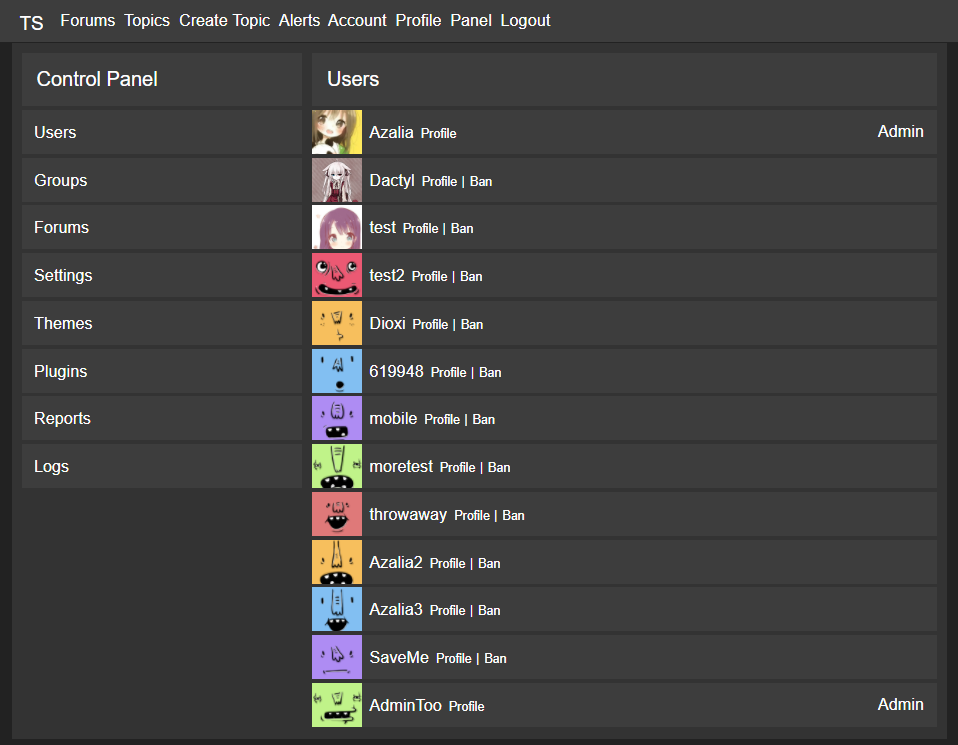 TS Forums Topics Create Topic Alerts Account Profile Panel Logout
Control Panel
Users
Groups
Forums
Settings
Themes
Plugins
Reports
Logs
Users
Azalia Profile Admin
Dactyl Profile | Ban
test Profile | Ban
test2 Profile | Ban
Dioxi Profile | Ban
619948 Profile | Ban
mobile Profile | Ban
moretest Profile | Ban
throwaway Profile | Ban
Azalia2 Profile | Ban
Azalia3 Profile | Ban
SaveMe Profile | Ban
AdminToo Profile Admin